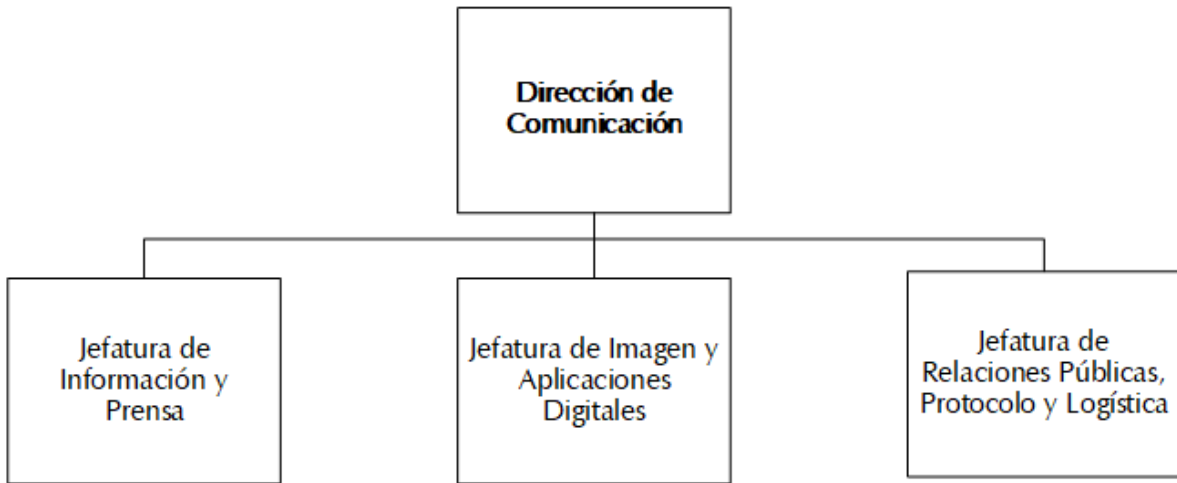 Dirección de
Comunicación
Jefatura de
Información y
Prensa
Jefatura de Imagen y
Aplicaciones
Digitales
Jefatura de
Relaciones Públicas,
Protocolo y Logística